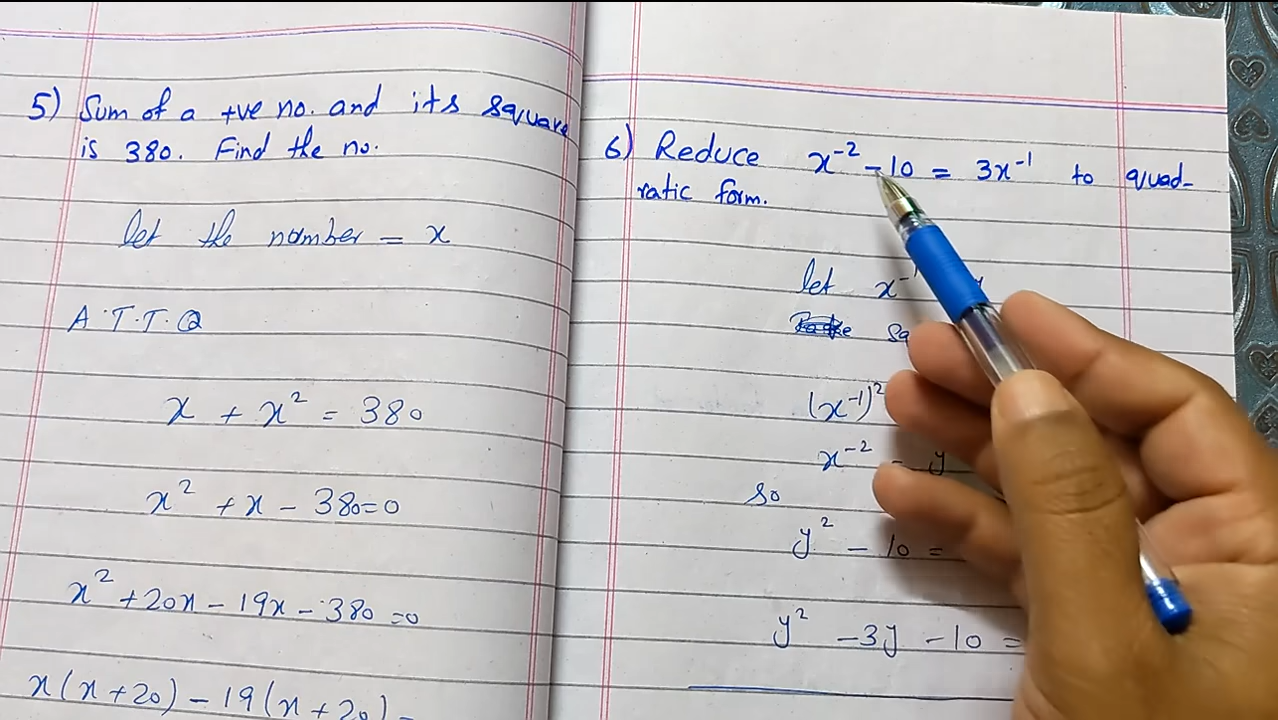 5) Sum of a +ve no. and its square
is 380. Find the no.
let the number = x
A.T.T.Q
x + x² = 380
x² + x - 380=0
x² + 20x - 19x - 380 =0
x(x+20) - 19(x+20)
6) Reduce x⁻² - 10 = 3x⁻¹ to quad-
ratic form.
let x⁻¹
(x⁻¹)²
x⁻² - y
so
y² - 10 =
y² - 3y - 10 =